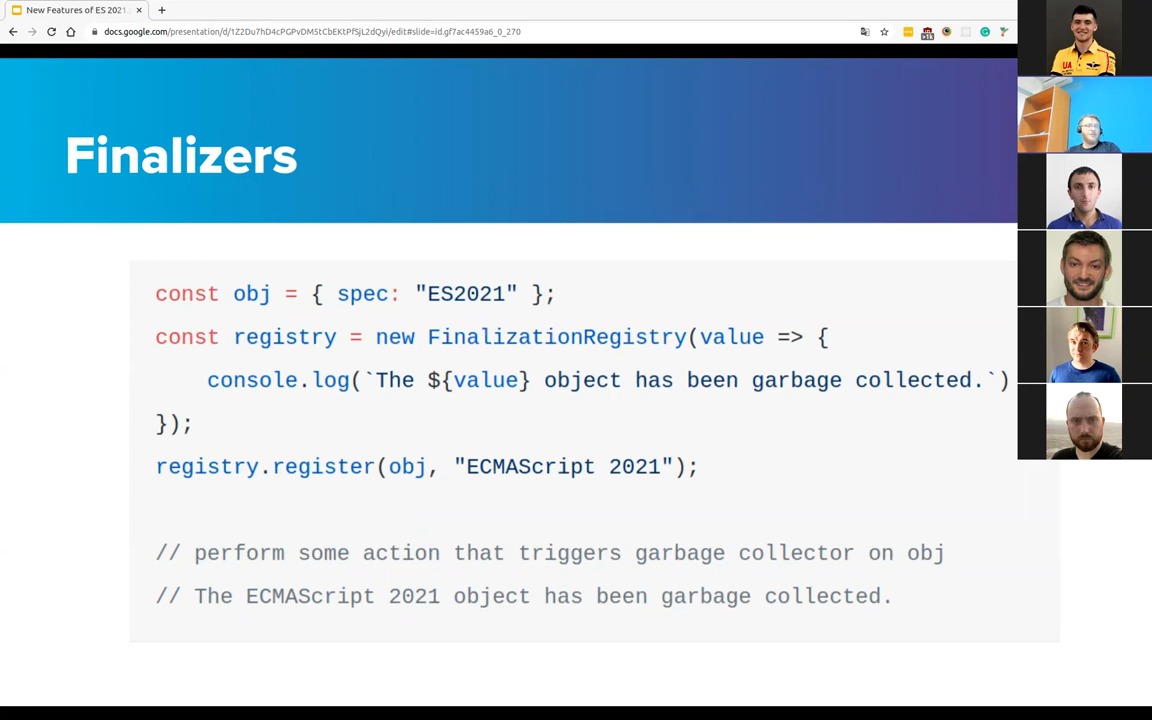 New Features of ES 2021
docs.google.com/presentation/d/1Z2Du7hD4cPGPvDMStCbEKtPfSjL2dQyi/edit#slide=id.gf7ac4459a6_0_270
Finalizers
const obj = { spec: "ES2021" };
const registry = new FinalizationRegistry(value => {
console.log(`The ${value} object has been garbage collected.`)
});
registry.register(obj, "ECMAScript 2021");
// perform some action that triggers garbage collector on obj
// The ECMAScript 2021 object has been garbage collected.
UA